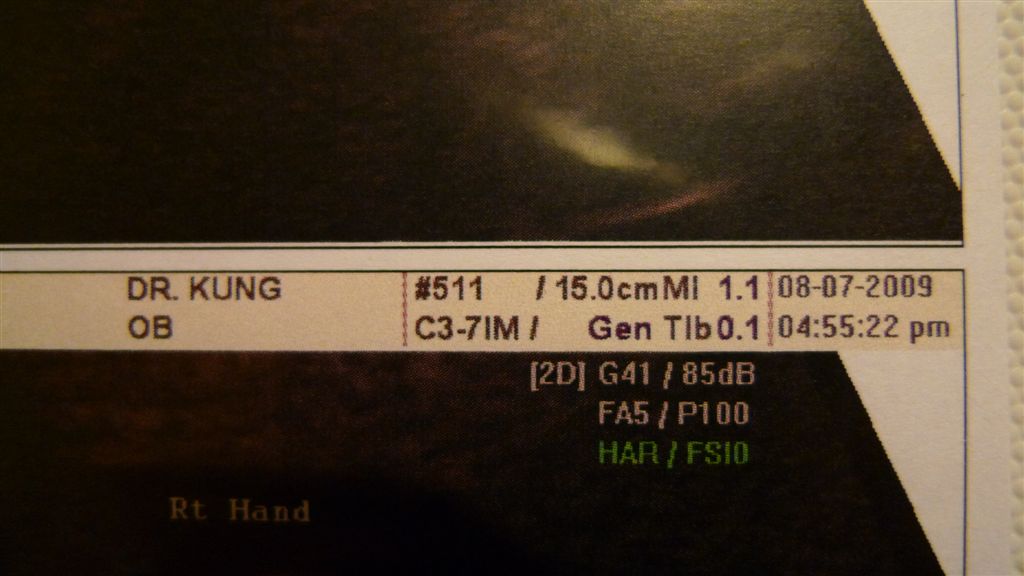 DR. KUNG #511 / 15.0cm MI 1.1 08-07-2009
OB C3-7IM / Gen TIb 0.1 04:55:22 pm
[2D] G41 / 85dB
FA5 / P100
HAR / FSI0
Rt Hand